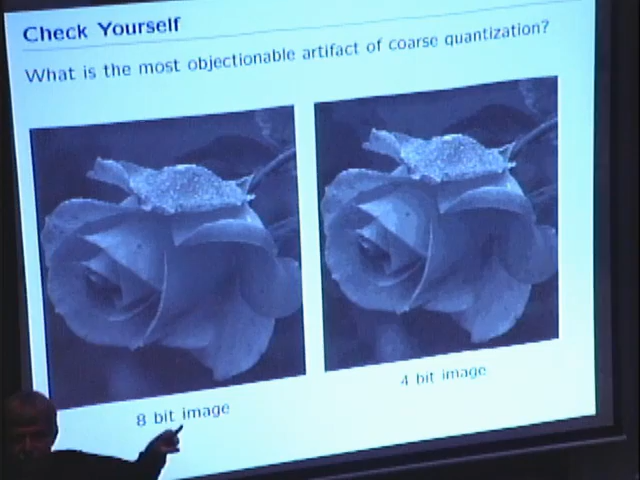 Check Yourself
What is the most objectionable artifact of coarse quantization?
8 bit image
4 bit image